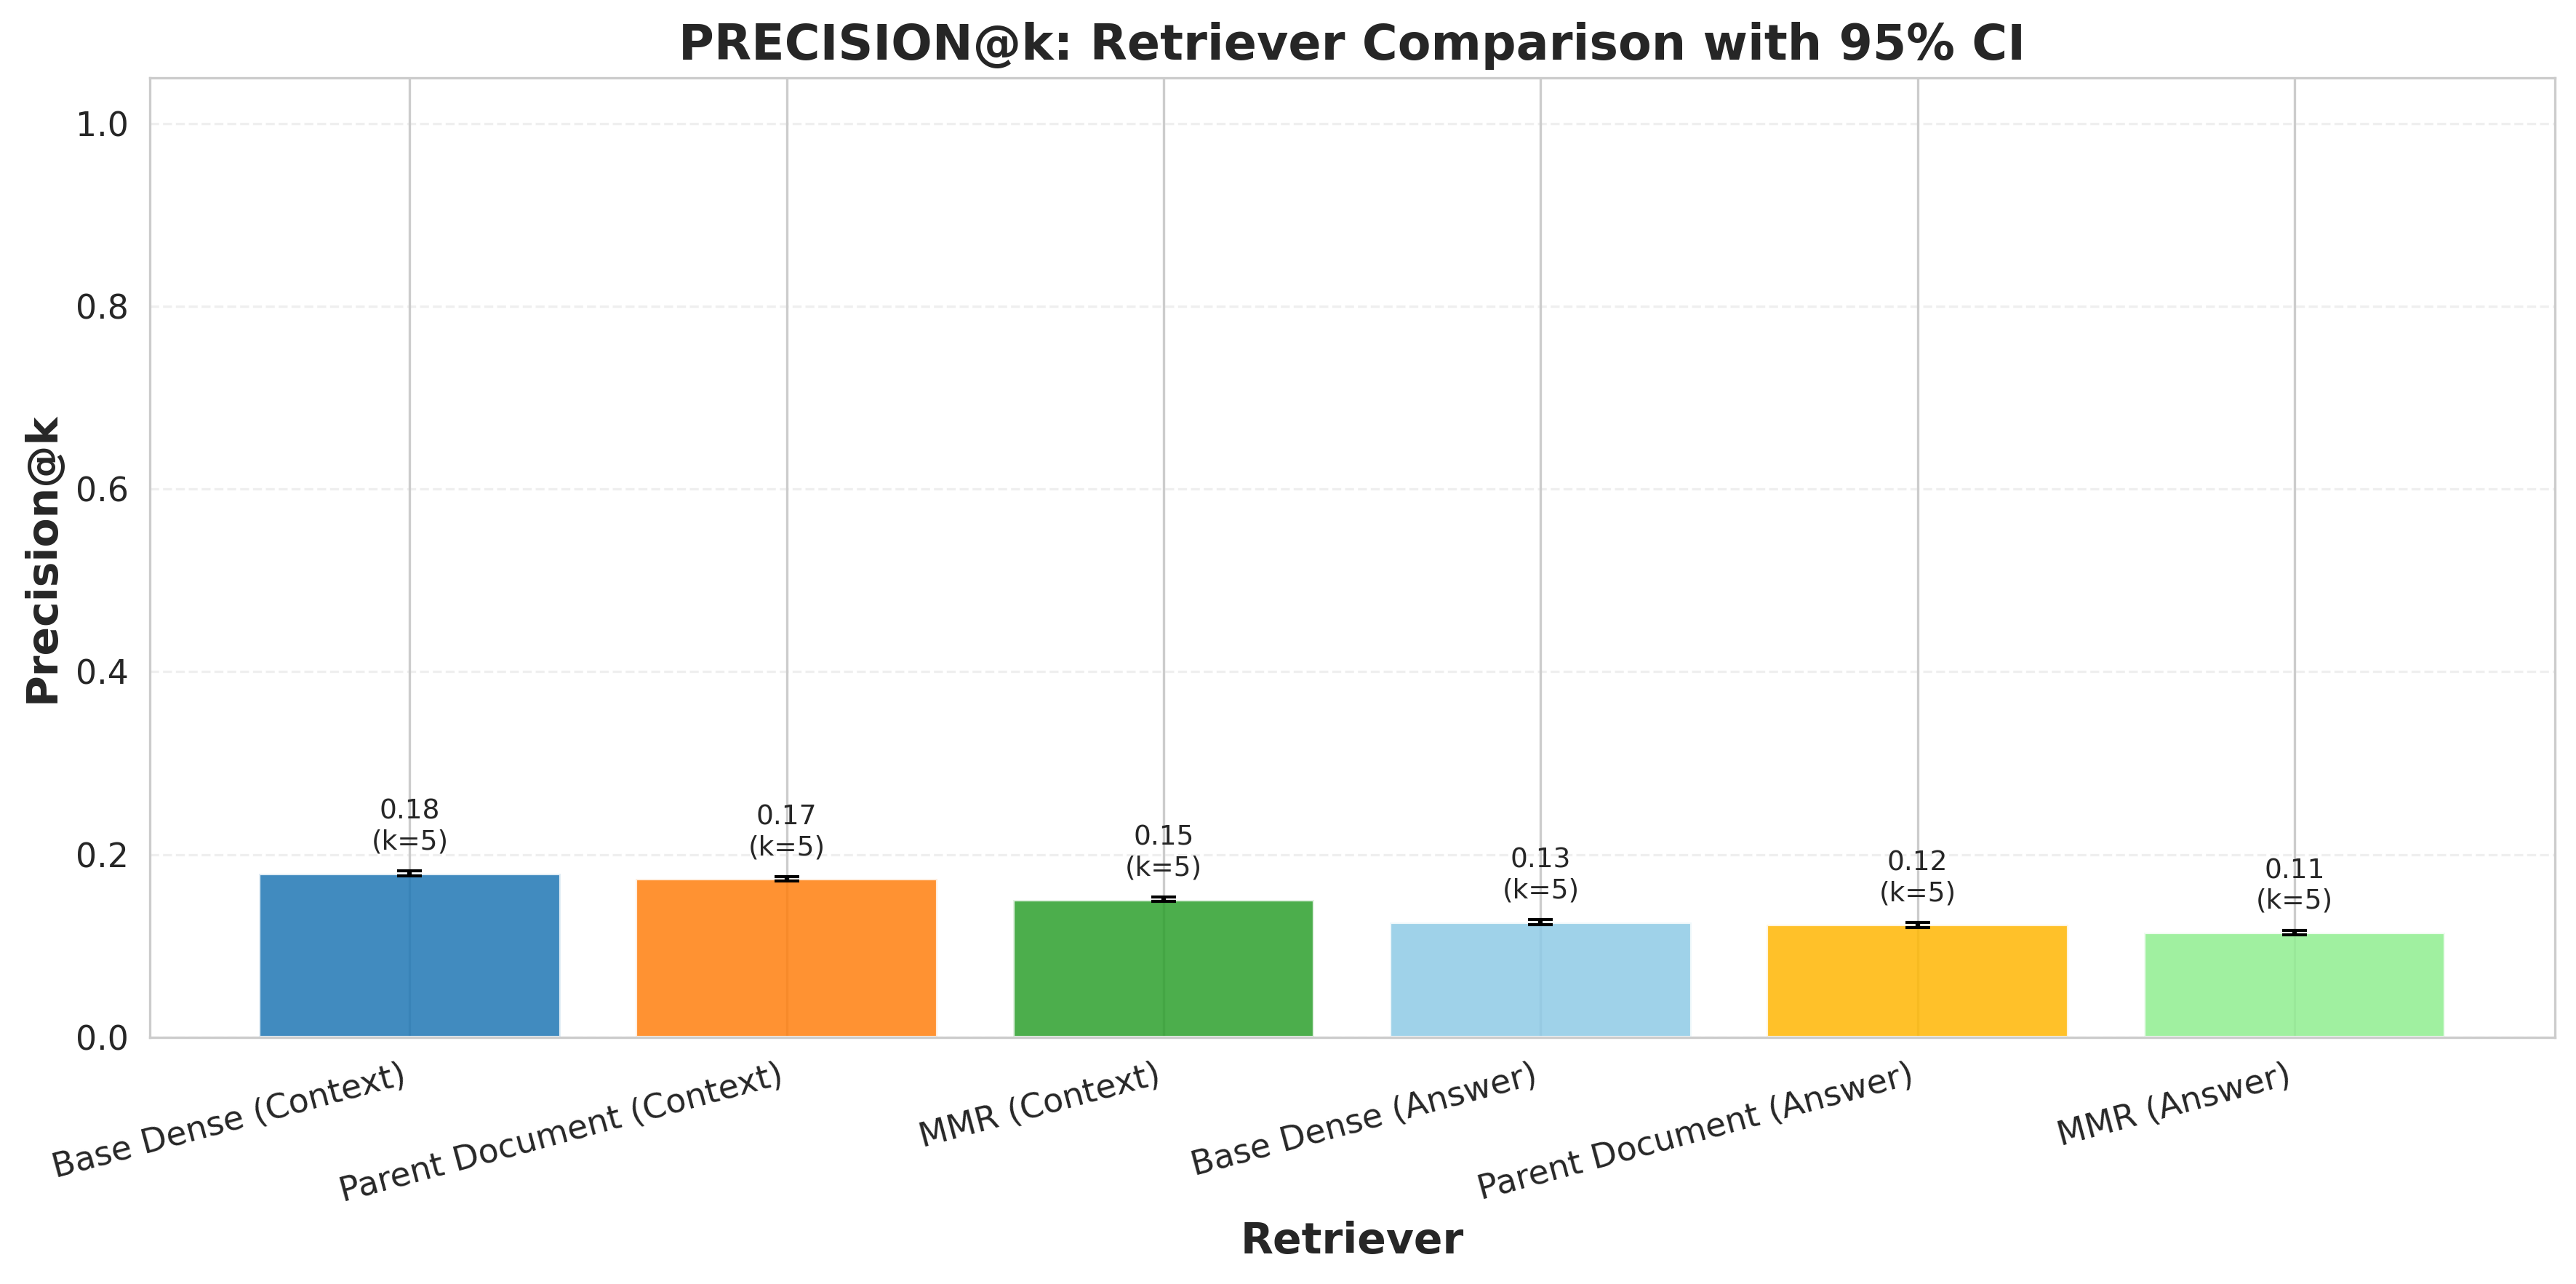 PRECISION@k: Retriever Comparison with 95% CI
Precision@k
1.0
0.8
0.6
0.4
0.2
0.0
0.18
(k=5)
0.17
(k=5)
0.15
(k=5)
0.13
(k=5)
0.12
(k=5)
0.11
(k=5)
Base Dense (Context)
Parent Document (Context)
MMR (Context)
Base Dense (Answer)
Parent Document (Answer)
MMR (Answer)
Retriever